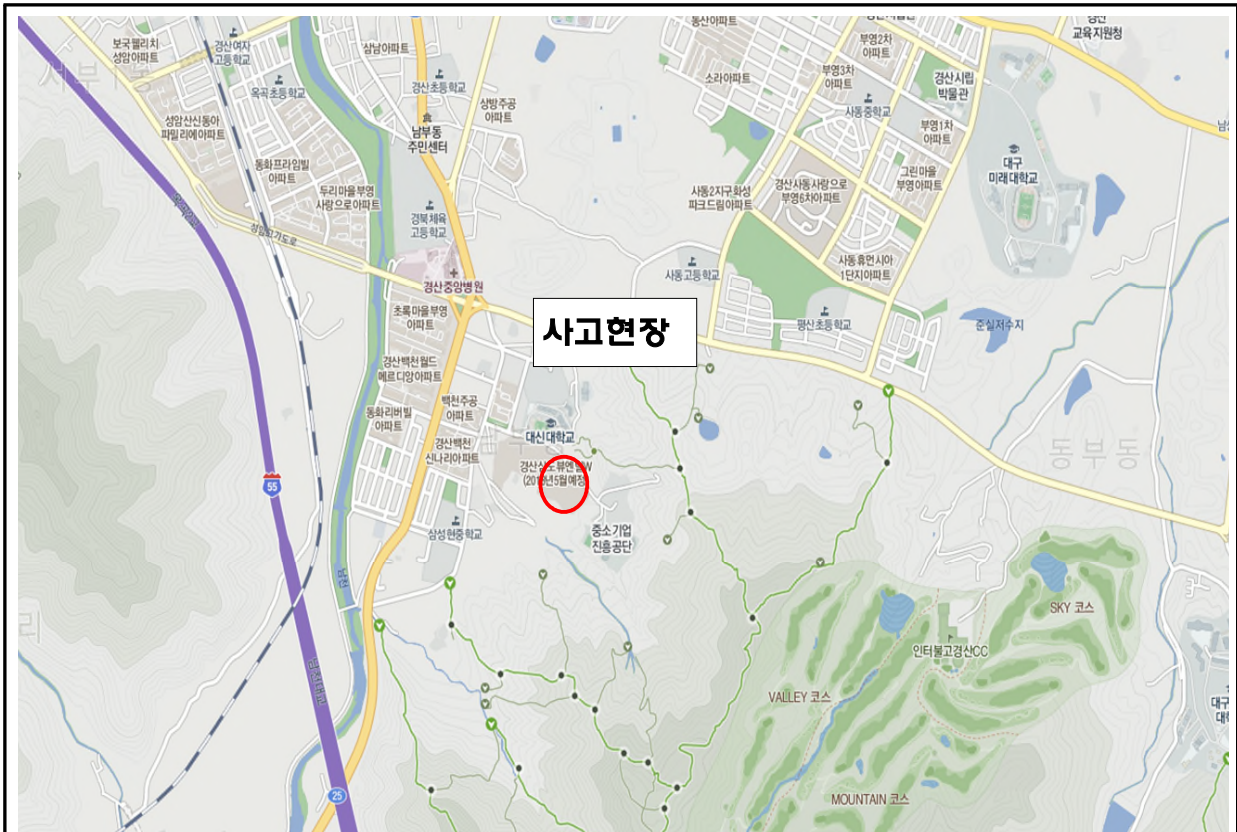 보국웰리치
성암아파트
경산여자
고등학교
삼남아파트
옥곡초등학교
경산초등학교
상방주공
아파트
성암산신동아
파밀리에아파트
남부동
주민센터
동화프라임빌
아파트
두리마을부영
사랑으로아파트
경북체육
고등학교
성암고가도로
경산중앙병원
초록마을부영
아파트
경산백천월드
메르디앙아파트
동화리버빌
아파트
백천주공
아파트
경산백천
신나리아파트
삼성현중학교
남천
55
25
리
동산아파트
소라아파트
부영2차
아파트
부영3차
아파트
사동중학교
경산시립
박물관
부영1차
아파트
그린마을
부영아파트
경산
교육지원청
대구
미래대학교
사동2지구화성
파크드림아파트
경산사동사랑으로
부영6차아파트
사동휴먼시아
1단지아파트
사동고등학교
평산초등학교
준실저수지
사고현장
대신대학교
중소기업
진흥공단
동부동
인터불고경산CC
SKY 코스
VALLEY 코스
MOUNTAIN 코스